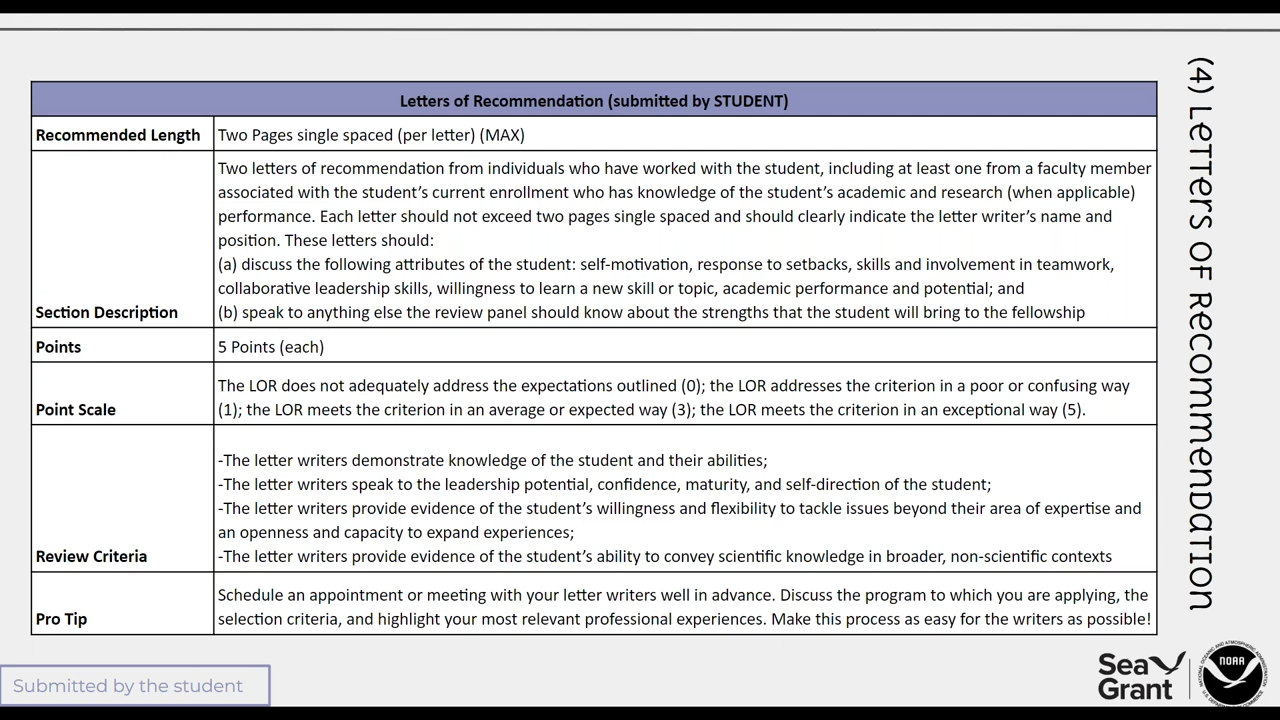 Letters of Recommendation (submitted by STUDENT)
Recommended Length
Two Pages single spaced (per letter) (MAX)
Two letters of recommendation from individuals who have worked with the student, including at least one from a faculty member
associated with the student's current enrollment who has knowledge of the student's academic and research (when applicable)
performance. Each letter should not exceed two pages single spaced and should clearly indicate the letter writer's name and
position. These letters should:
(a) discuss the following attributes of the student: self-motivation, response to setbacks, skills and involvement in teamwork,
collaborative leadership skills, willingness to learn a new skill or topic, academic performance and potential; and
Section Description
(b) speak to anything else the review panel should know about the strengths that the student will bring to the fellowship
Points
5 Points (each)
The LOR does not adequately address the expectations outlined (0); the LOR addresses the criterion in a poor or confusing way
Point Scale
(1); the LOR meets the criterion in an average or expected way (3); the LOR meets the criterion in an exceptional way (5).
-The letter writers demonstrate knowledge of the student and their abilities;
-The letter writers speak to the leadership potential, confidence, maturity, and self-direction of the student;
-The letter writers provide evidence of the student's willingness and flexibility to tackle issues beyond their area of expertise and
an openness and capacity to expand experiences;
Review Criteria
-The letter writers provide evidence of the student's ability to convey scientific knowledge in broader, non-scientific contexts
Schedule an appointment or meeting with your letter writers well in advance. Discuss the program to which you are applying, the
Pro Tip
selection criteria, and highlight your most relevant professional experiences. Make this process as easy for the writers as possible!
(4) Letters of Recommendation
Submitted by the student
Sea
Grant
NOAA